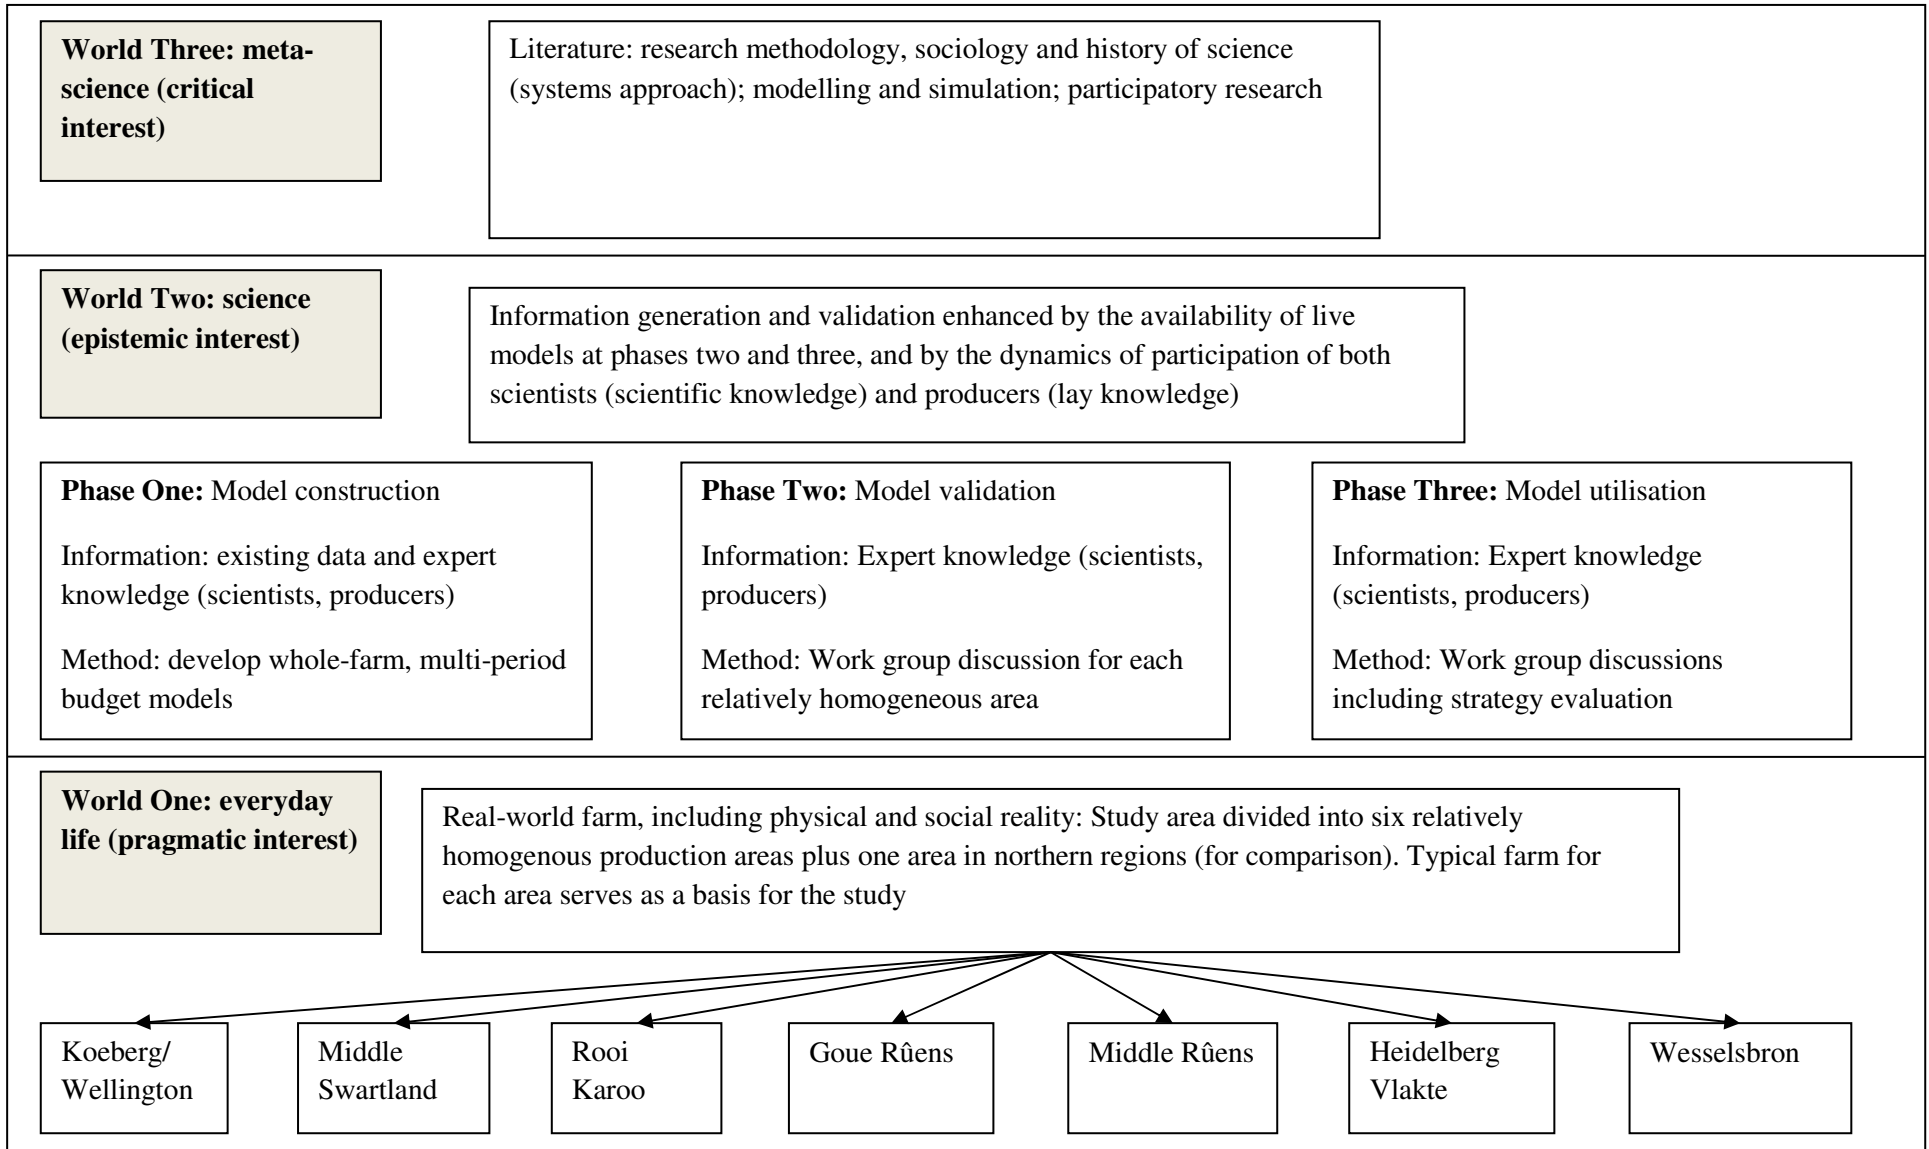 World Three: meta-
science (critical
interest)
Literature: research methodology, sociology and history of science
(systems approach); modelling and simulation; participatory research
World Two: science
(epistemic interest)
Information generation and validation enhanced by the availability of live
models at phases two and three, and by the dynamics of participation of both
scientists (scientific knowledge) and producers (lay knowledge)
Phase One: Model construction
Information: existing data and expert
knowledge (scientists, producers)
Method: develop whole-farm, multi-period
budget models
Phase Two: Model validation
Information: Expert knowledge (scientists,
producers)
Method: Work group discussion for each
relatively homogeneous area
Phase Three: Model utilisation
Information: Expert knowledge
(scientists, producers)
Method: Work group discussions
including strategy evaluation
World One: everyday
life (pragmatic interest)
Real-world farm, including physical and social reality: Study area divided into six relatively
homogenous production areas plus one area in northern regions (for comparison). Typical farm for
each area serves as a basis for the study
Koeberg/
Wellington
Middle
Swartland
Rooi
Karoo
Goue Rûens
Middle Rûens
Heidelberg
Vlakte
Wesselsbron